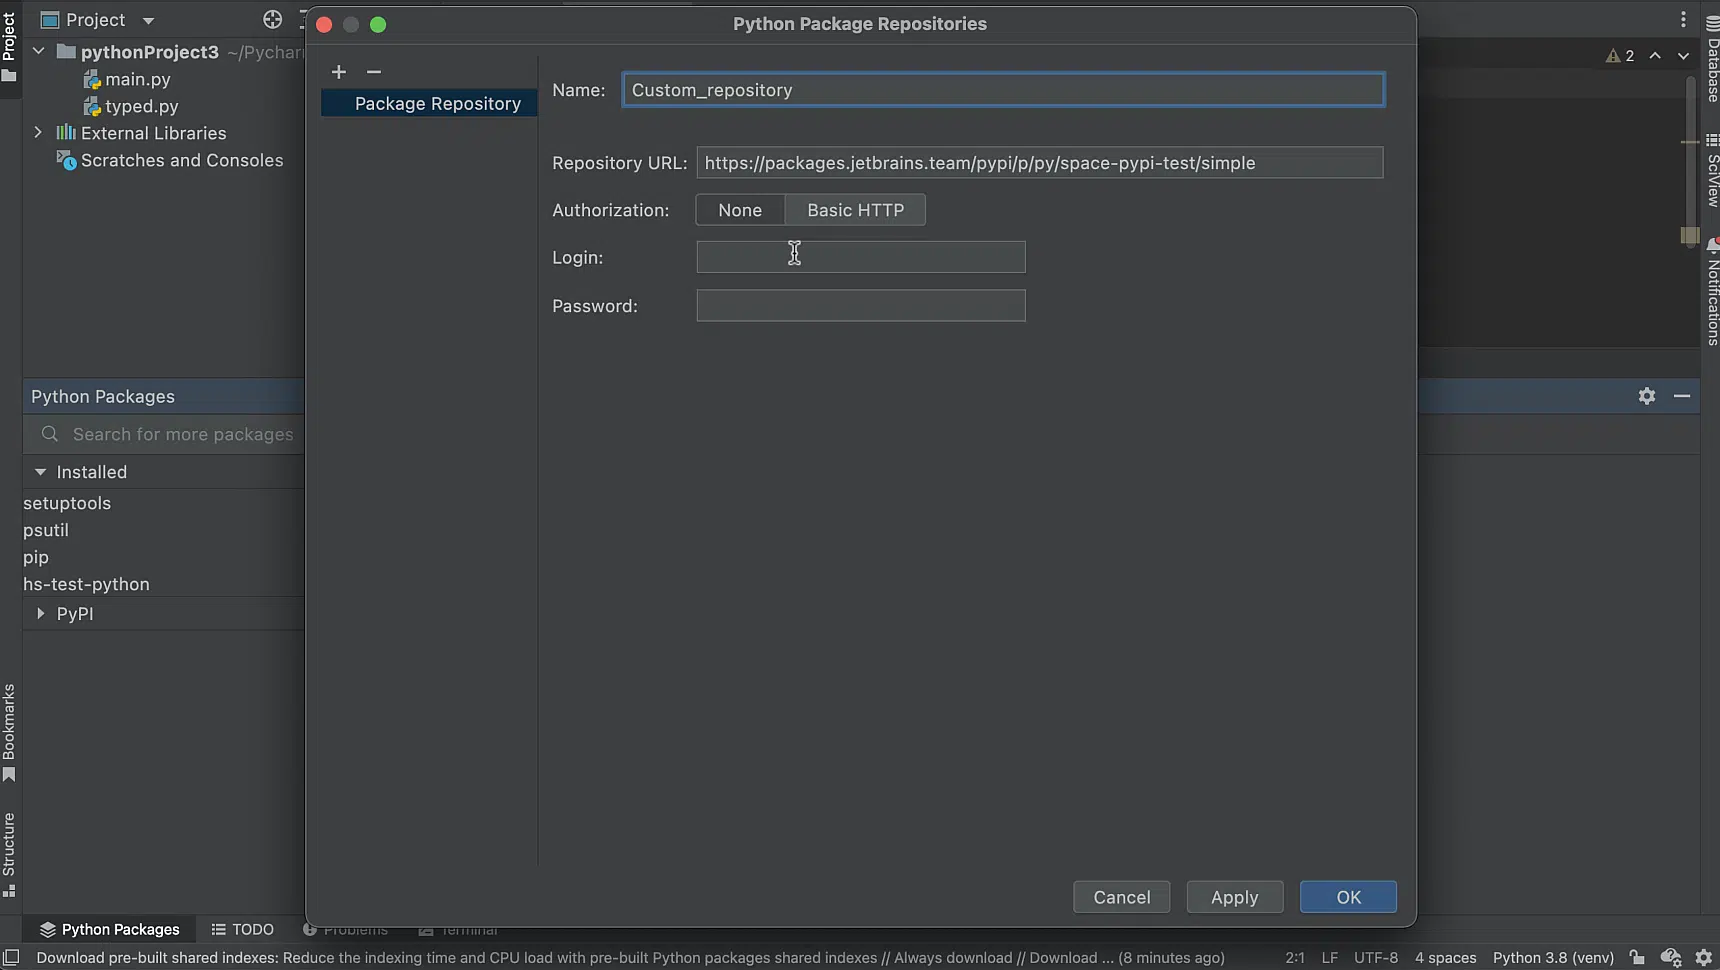 Project
Python Package Repositories
pythonProject3
main.py
typed.py
External Libraries
Scratches and Consoles
Package Repository
Name: Custom_repository
Repository URL: https://packages.jetbrains.team/pypi/p/py/space-pypi-test/simple
Authorization: None Basic HTTP
Login:
Password:
2
Project
Database
SciView
Notifications
Python Packages
Search for more packages
Installed
setuptools
psutil
pip
hs-test-python
PyPI
Bookmarks
Structure
Cancel Apply OK
Python Packages TODO Problems Terminal
Download pre-built shared indexes: Reduce the indexing time and CPU load with pre-built Python packages shared indexes // Always download // Download ... (8 minutes ago) 2:1 LF UTF-8 4 spaces Python 3.8 (venv)